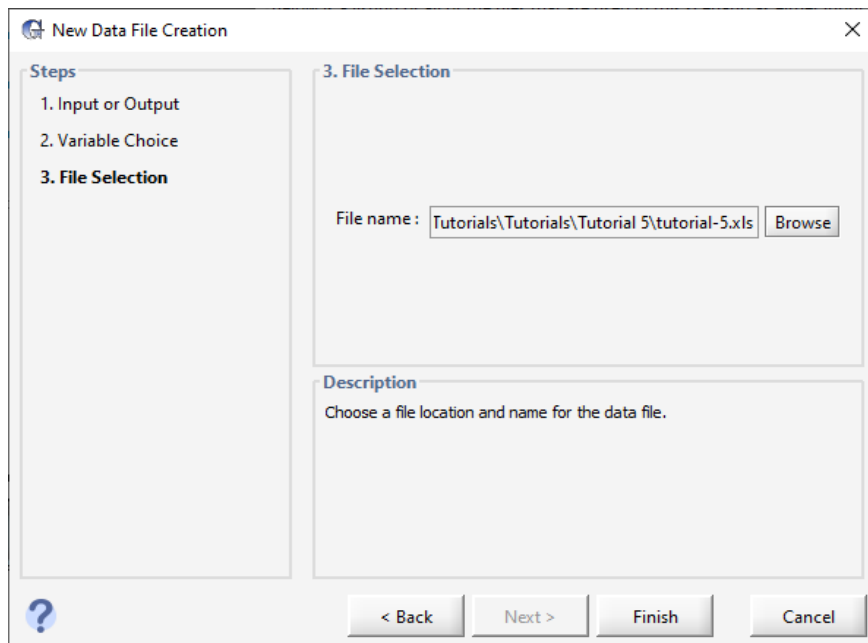 New Data File Creation
Steps
1. Input or Output
2. Variable Choice
3. File Selection
3. File Selection
File name :
Tutorials\Tutorials\Tutorial 5\tutorial-5.xls
Browse
Description
Choose a file location and name for the data file.
?
< Back
Next >
Finish
Cancel